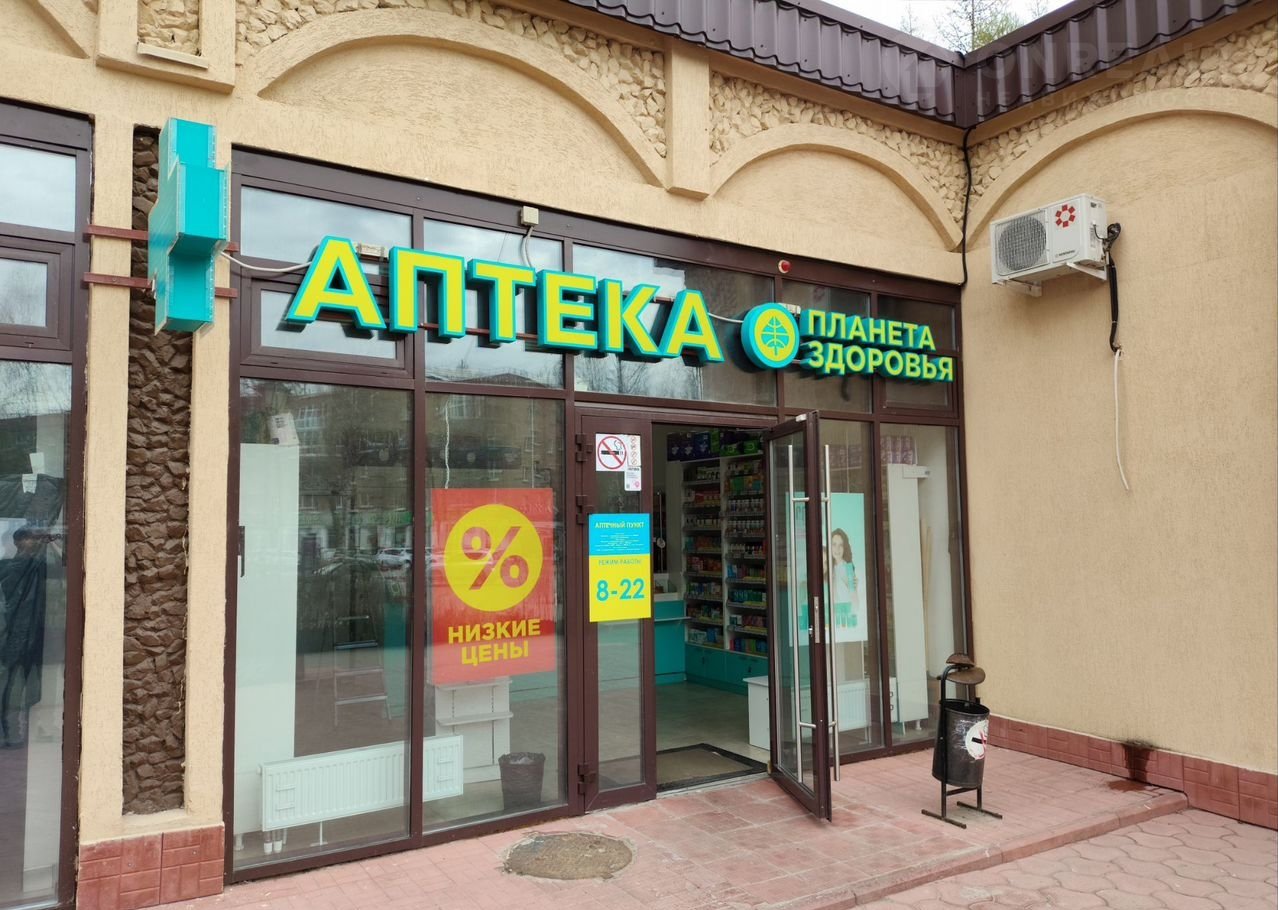 АПТЕКА
ПЛАНЕТА
ЗДОРОВЬЯ
%
НИЗКИЕ
ЦЕНЫ
АПТЕЧНЫЙ ПУНКТ
РЕЖИМ РАБОТЫ
8-22